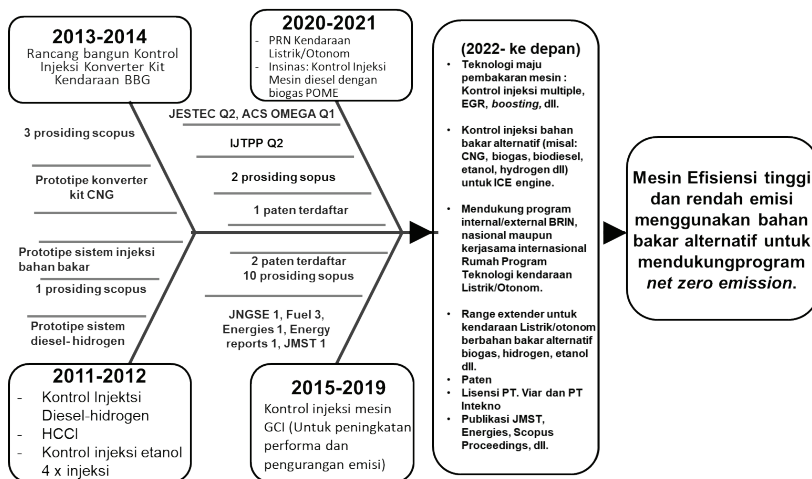 2013-2014
Rancang bangun Kontrol
Injeksi Konverter Kit
Kendaraan BBG
3 prosiding scopus
Prototipe konverter
kit CNG
Prototipe sistem injeksi
bahan bakar
1 prosiding scopus
Prototipe sistem
diesel- hidrogen
2011-2012
- Kontrol Injektsi
Diesel-hidrogen
- HCCI
- Kontrol injeksi etanol
4 x injeksi
2020-2021
- PRN Kendaraan
Listrik/Otonom
- Insinas: Kontrol Injeksi
Mesin diesel dengan
biogas POME
JESTEC Q2, ACS OMEGA Q1
IJTPP Q2
2 prosiding sopus
1 paten terdaftar
2 paten terdaftar
10 prosiding sopus
JNGSE 1, Fuel 3,
Energies 1, Energy
reports 1, JMST 1
2015-2019
Kontrol injeksi mesin
GCI (Untuk peningkatan
performa dan
pengurangan emisi)
(2022- ke depan)
• Teknologi maju
pembakaran mesin :
Kontrol injeksi multiple,
EGR, boosting, dll.
• Kontrol injeksi bahan
bakar alternatif (misal:
CNG, biogas, biodiesel,
etanol, hydrogen dll)
untuk ICE engine.
• Mendukung program
internal/external BRIN,
nasional maupun
kerjasama internasional
Rumah Program
Teknologi kendaraan
Listrik/Otonom.
• Range extender untuk
kendaraan Listrik/otonom
berbahan bakar alternatif
biogas, hidrogen, etanol
dll.
• Paten
• Lisensi PT. Viar dan PT
Intekno
• Publikasi JMST,
Energies, Scopus
Proceedings, dll.
Mesin Efisiensi tinggi
dan rendah emisi
menggunakan bahan
bakar alternatif untuk
mendukungprogram
net zero emission.